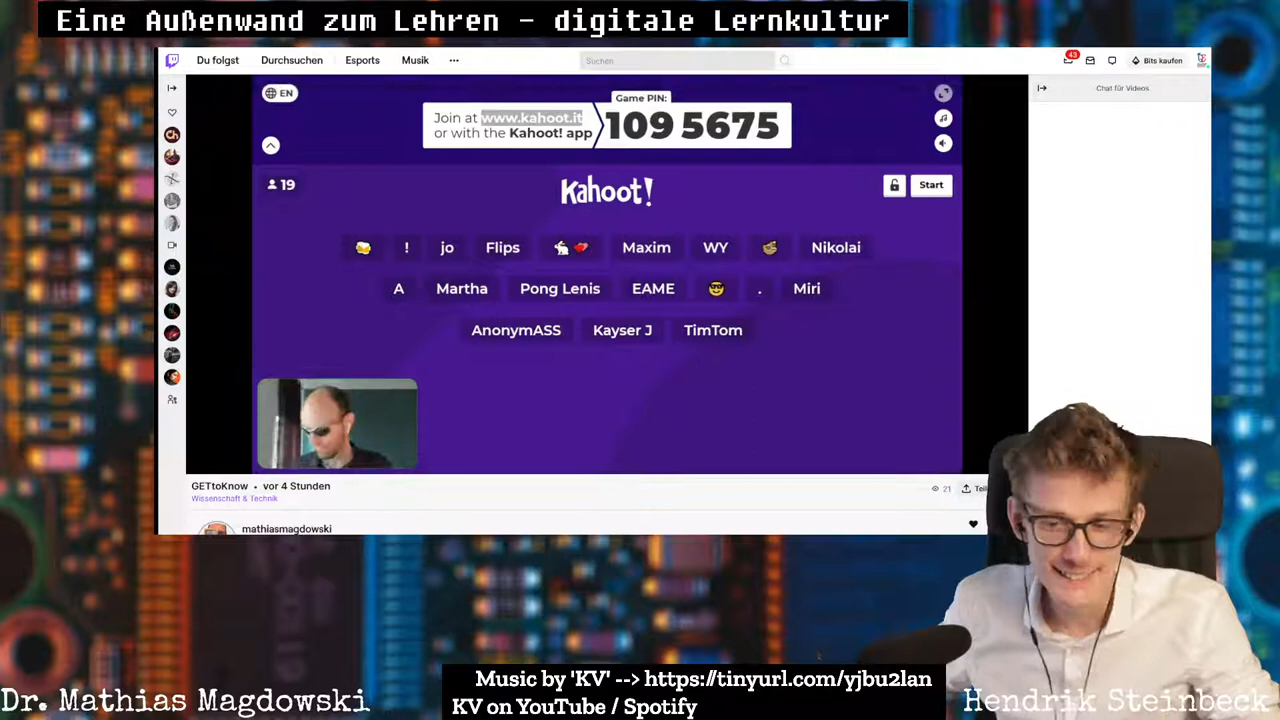 Eine Außenwand zum Lehren - digitale Lernkultur
Du folgst Durchsuchen Esports Musik ... Suchen 43 Bits kaufen
Chat für Videos
EN
Game PIN:
Join at www.kahoot.it
or with the Kahoot! app
109 5675
19
Kahoot!
Start
! jo Flips Maxim WY Nikolai
A Martha Pong Lenis EAME . Miri
AnonymASS Kayser J TimTom
GETtoKnow • vor 4 Stunden
Wissenschaft & Technik
21
mathiasmagdowski
Music by 'KV' --> https://tinyurl.com/yjbu2lan
KV on YouTube / Spotify
Dr. Mathias Magdowski
Hendrik Steinbeck